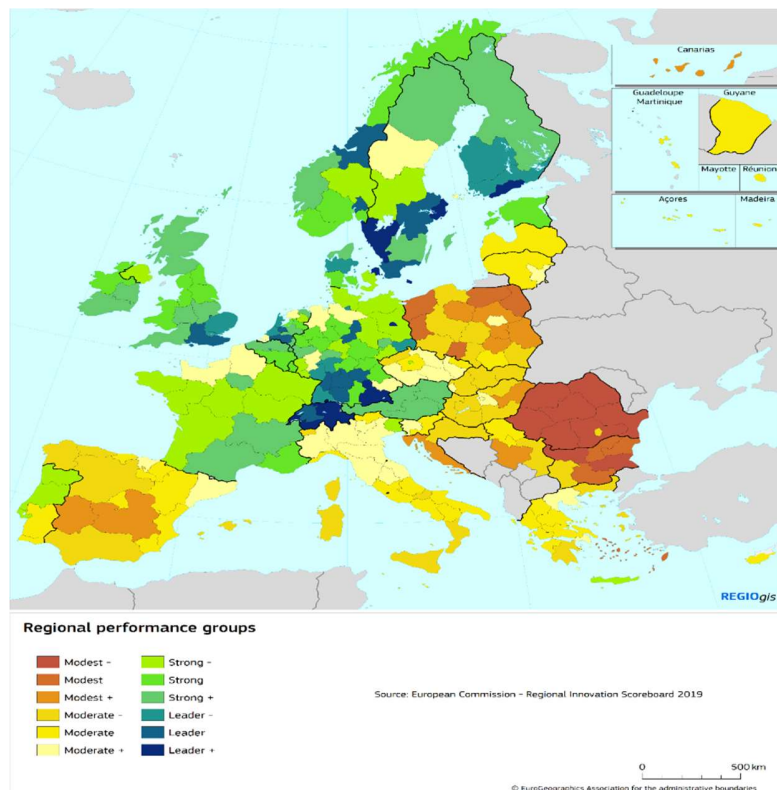 Canarias
Guadeloupe
Martinique
Guyane
Mayotte
Réunion
Açores
Madeira
REGIOgis
Regional performance groups
Modest -
Modest
Modest +
Moderate -
Moderate
Moderate +
Strong -
Strong
Strong +
Leader -
Leader
Leader +
Source: European Commission - Regional Innovation Scoreboard 2019
0 500 km
© EuroGeographics Association for the administrative boundaries